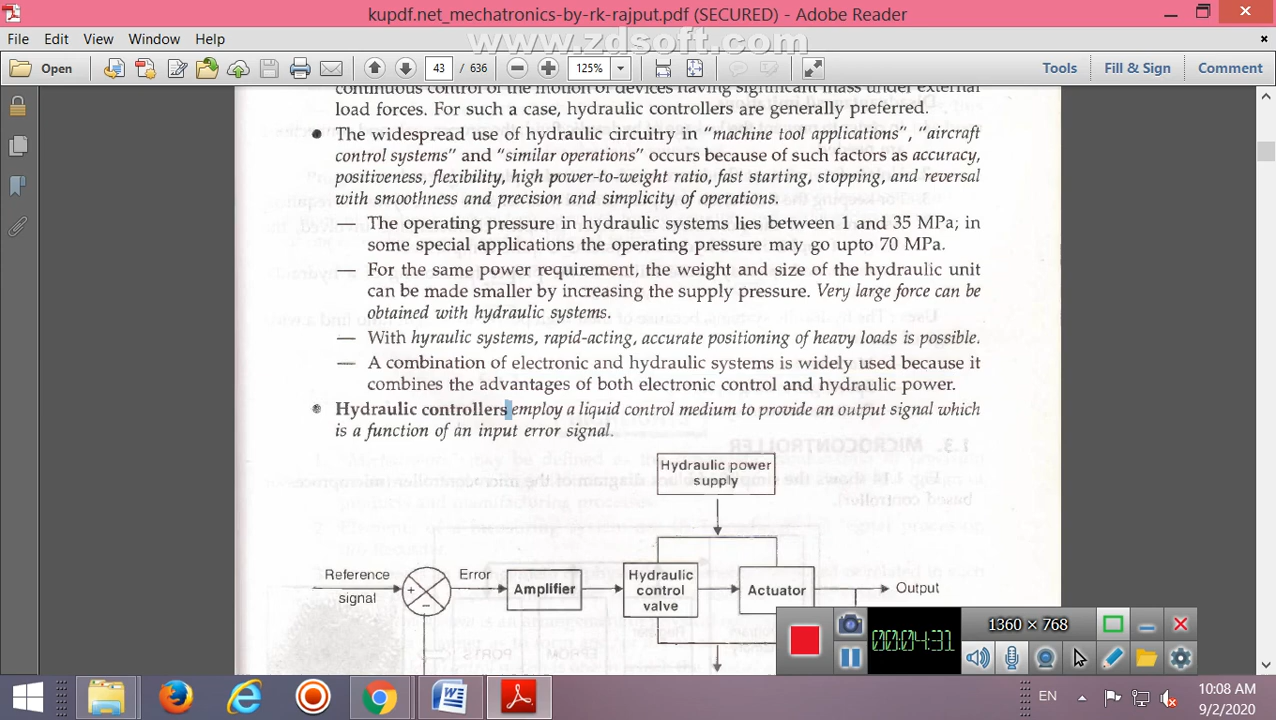 kupdf.net_mechatronics-by-rk-rajput.pdf (SECURED) - Adobe Reader
www.zdsoft.com
File Edit View Window Help
Open 43 / 636 125% Tools Fill & Sign Comment
continuous control of the motion of devices having significant mass under external
load forces. For such a case, hydraulic controllers are generally preferred.
● The widespread use of hydraulic circuitry in “machine tool applications”, “aircraft
control systems” and “similar operations” occurs because of such factors as accuracy,
positiveness, flexibility, high power-to-weight ratio, fast starting, stopping, and reversal
with smoothness and precision and simplicity of operations.
— The operating pressure in hydraulic systems lies between 1 and 35 MPa; in
some special applications the operating pressure may go upto 70 MPa.
— For the same power requirement, the weight and size of the hydraulic unit
can be made smaller by increasing the supply pressure. Very large force can be
obtained with hydraulic systems.
— With hyraulic systems, rapid-acting, accurate positioning of heavy loads is possible.
— A combination of electronic and hydraulic systems is widely used because it
combines the advantages of both electronic control and hydraulic power.
● Hydraulic controllers employ a liquid control medium to provide an output signal which
is a function of an input error signal.
Hydraulic power
supply
Reference
signal
+
−
Error
Amplifier
Hydraulic
control
valve
Actuator
Output
1360 × 768
00:04:31
EN
10:08 AM
9/2/2020